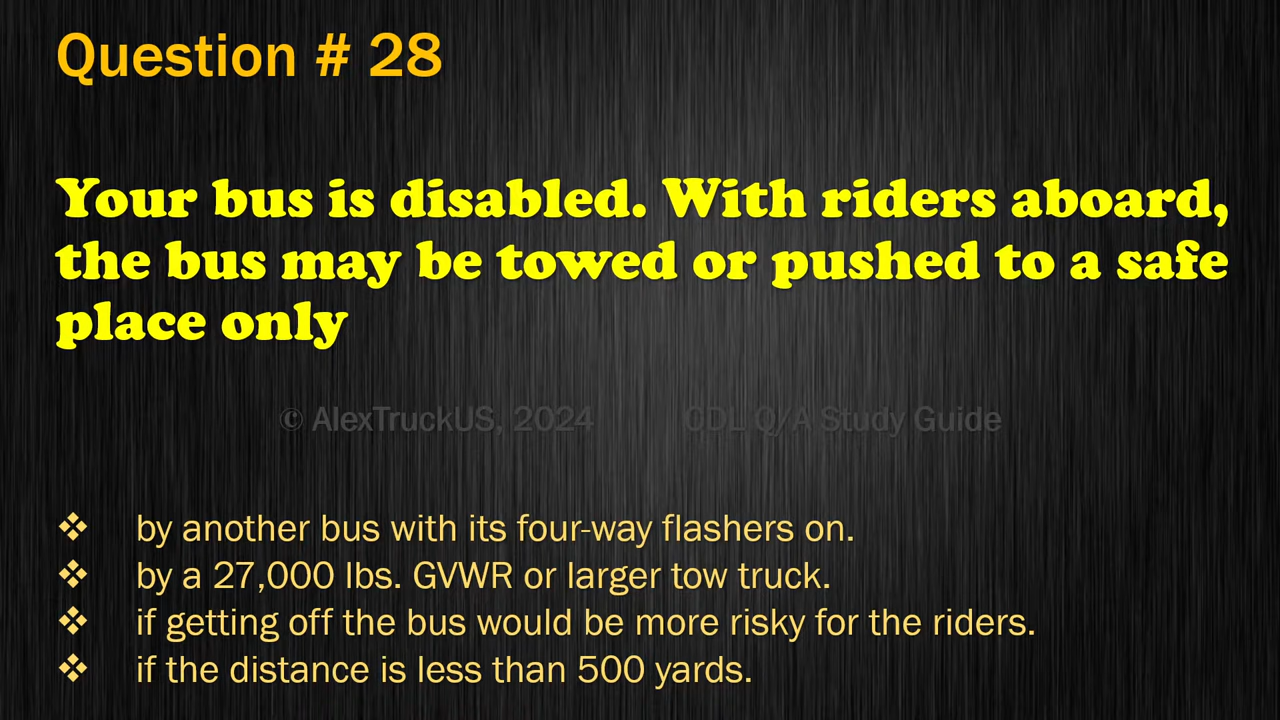 Question # 28
Your bus is disabled. With riders aboard,
the bus may be towed or pushed to a safe
place only
© AlexTruckUS, 2024 CDL Q/A Study Guide
❖ by another bus with its four-way flashers on.
❖ by a 27,000 lbs. GVWR or larger tow truck.
❖ if getting off the bus would be more risky for the riders.
❖ if the distance is less than 500 yards.